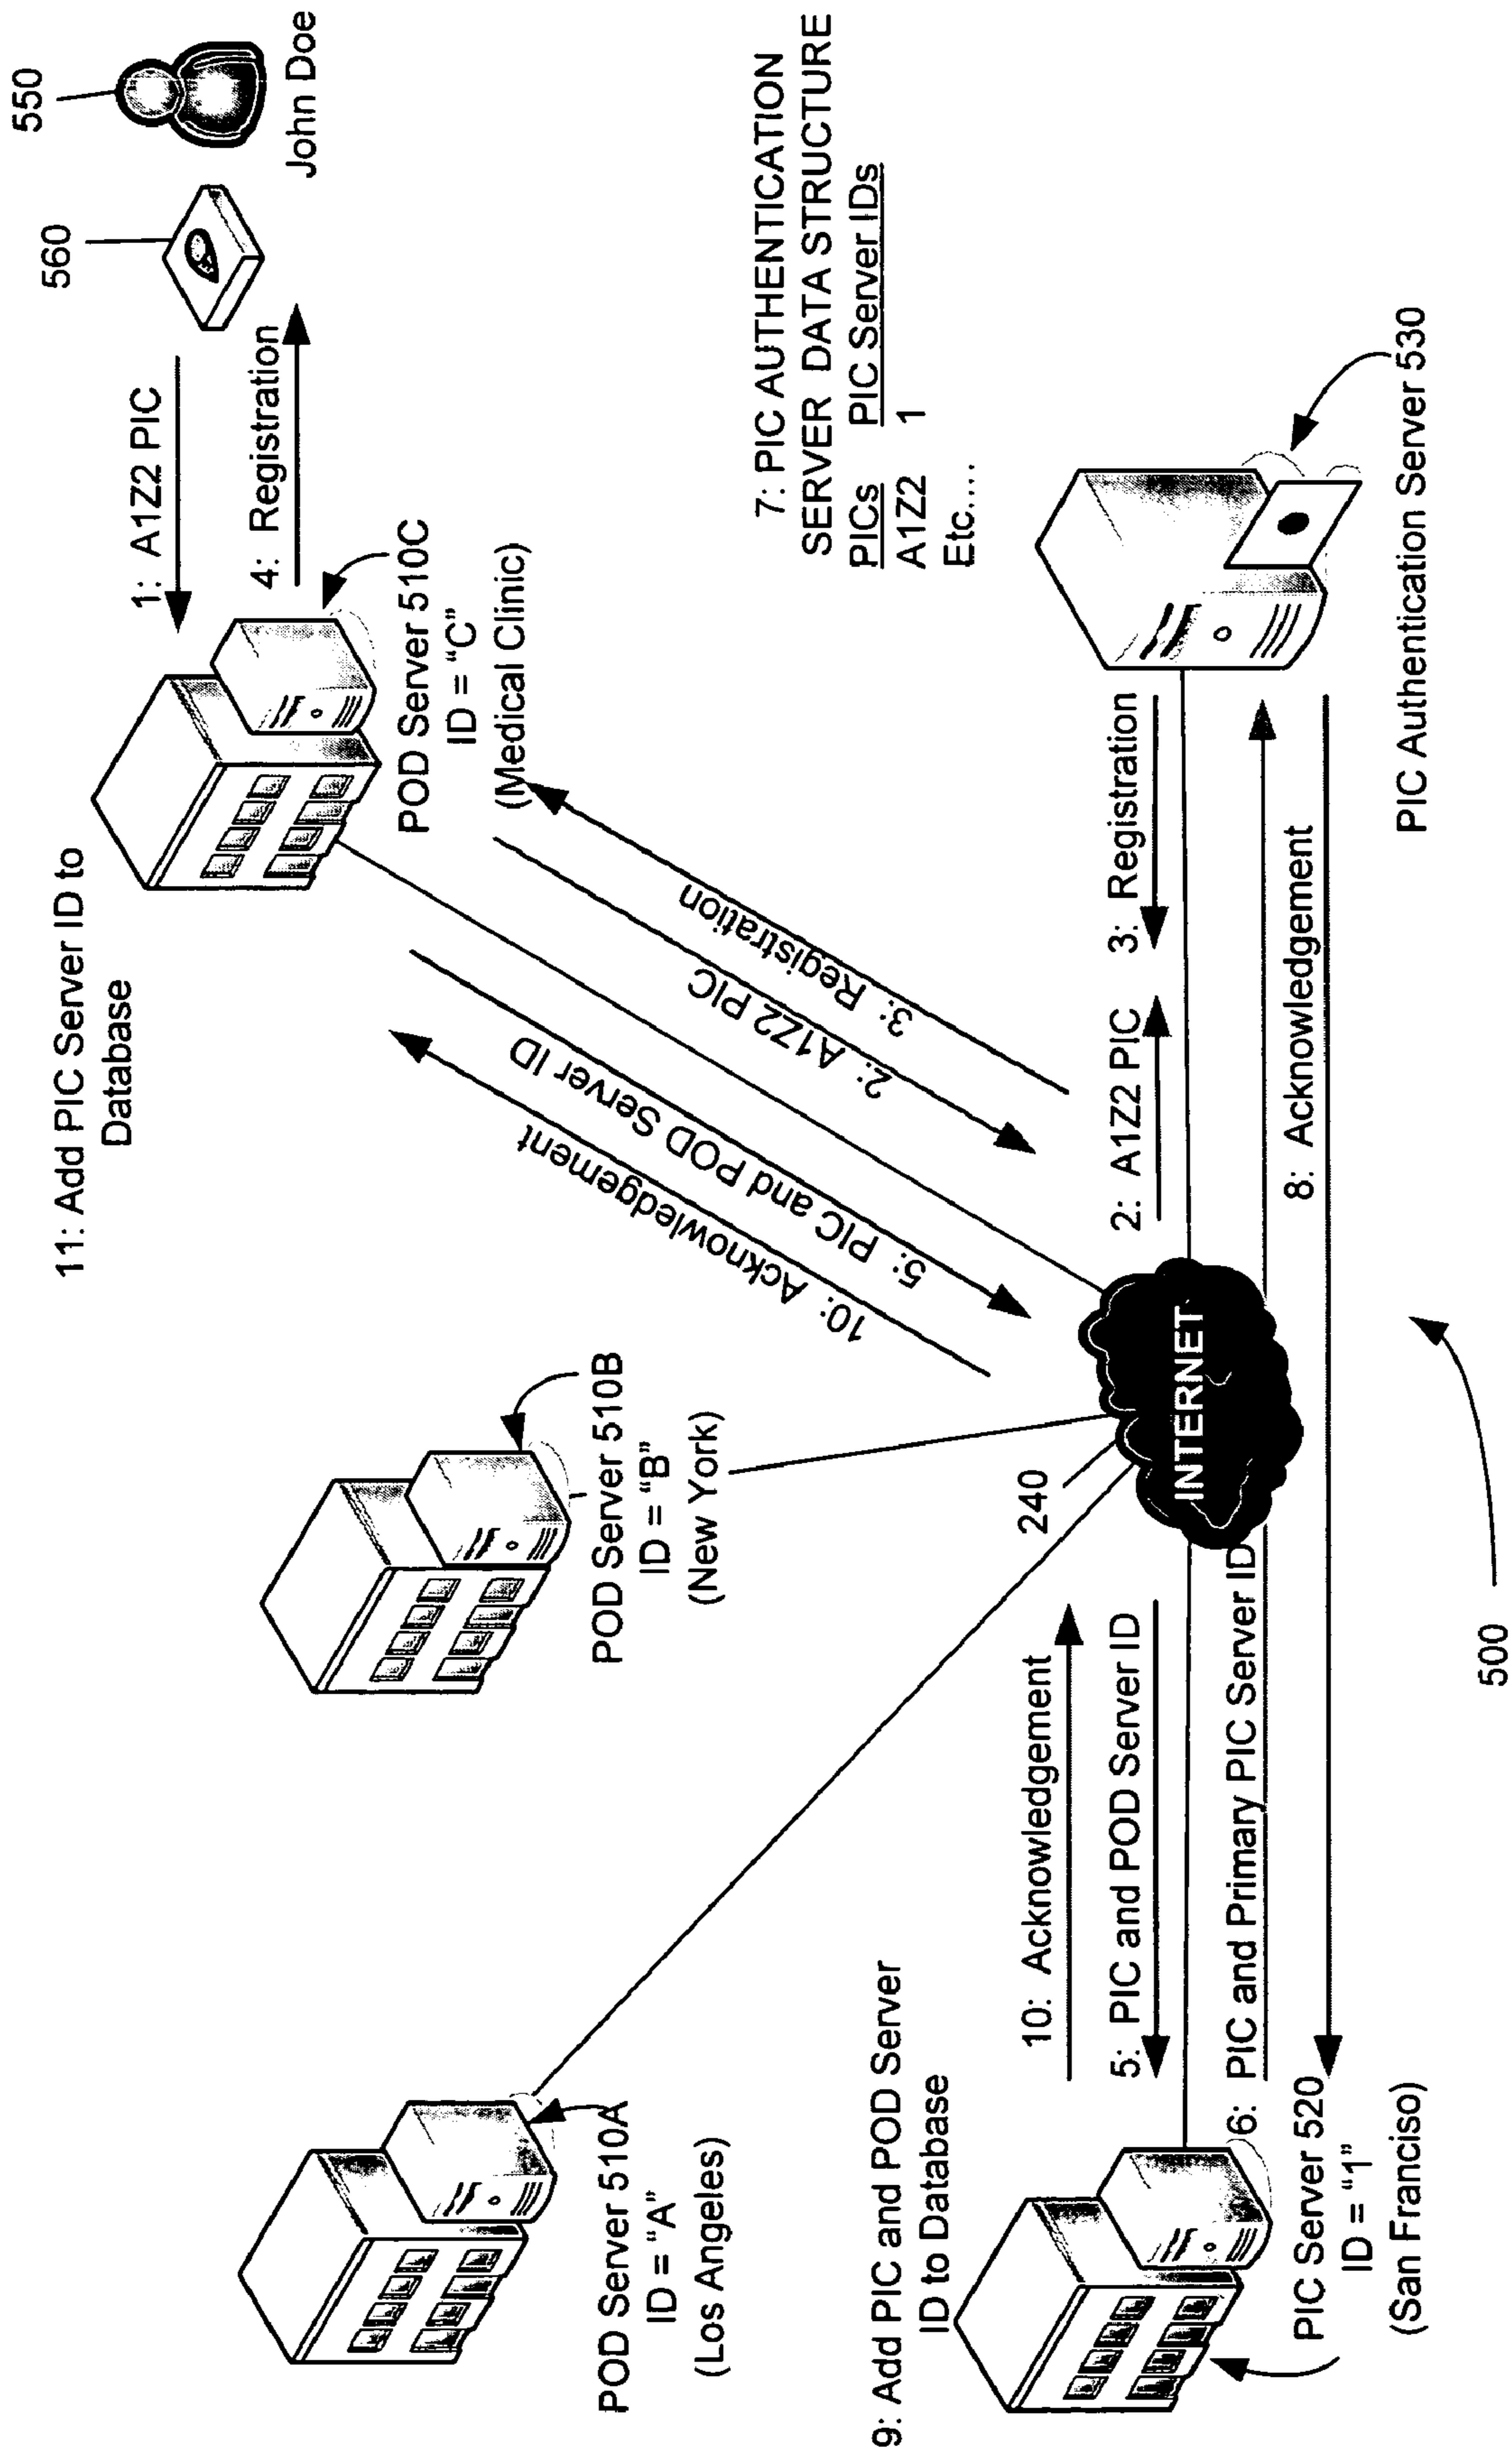 550
560
John Doe
1: A1Z2 PIC
4: Registration
11: Add PIC Server ID to
Database
POD Server 510C
ID = "C"
(Medical Clinic)
POD Server 510B
ID = "B"
(New York)
POD Server 510A
ID = "A"
(Los Angeles)
10: Acknowledgement
5: PIC and POD Server ID
2: A1Z2 PIC
3: Registration
7: PIC AUTHENTICATION
SERVER DATA STRUCTURE
PICs PIC Server IDs
A1Z2 1
Etc....
9: Add PIC and POD Server
ID to Database
240
INTERNET
10: Acknowledgement
5: PIC and POD Server ID
6: PIC and Primary PIC Server ID
2: A1Z2 PIC
3: Registration
8: Acknowledgement
PIC Server 520
ID = "1"
(San Franciso)
PIC Authentication Server 530
500